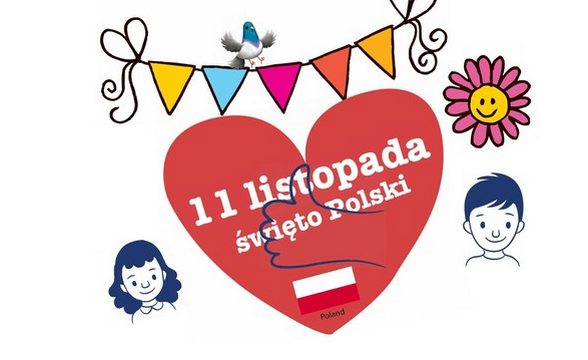 11 listopada
święto Polski
Poland